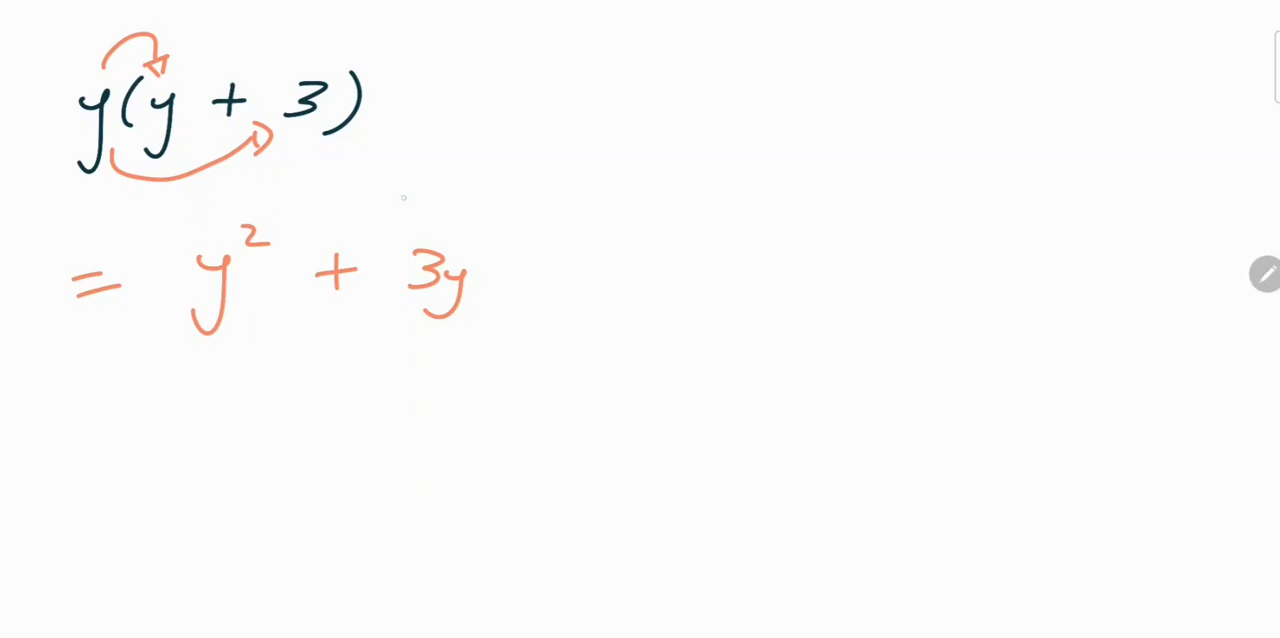 y(y + 3)
= y² + 3y